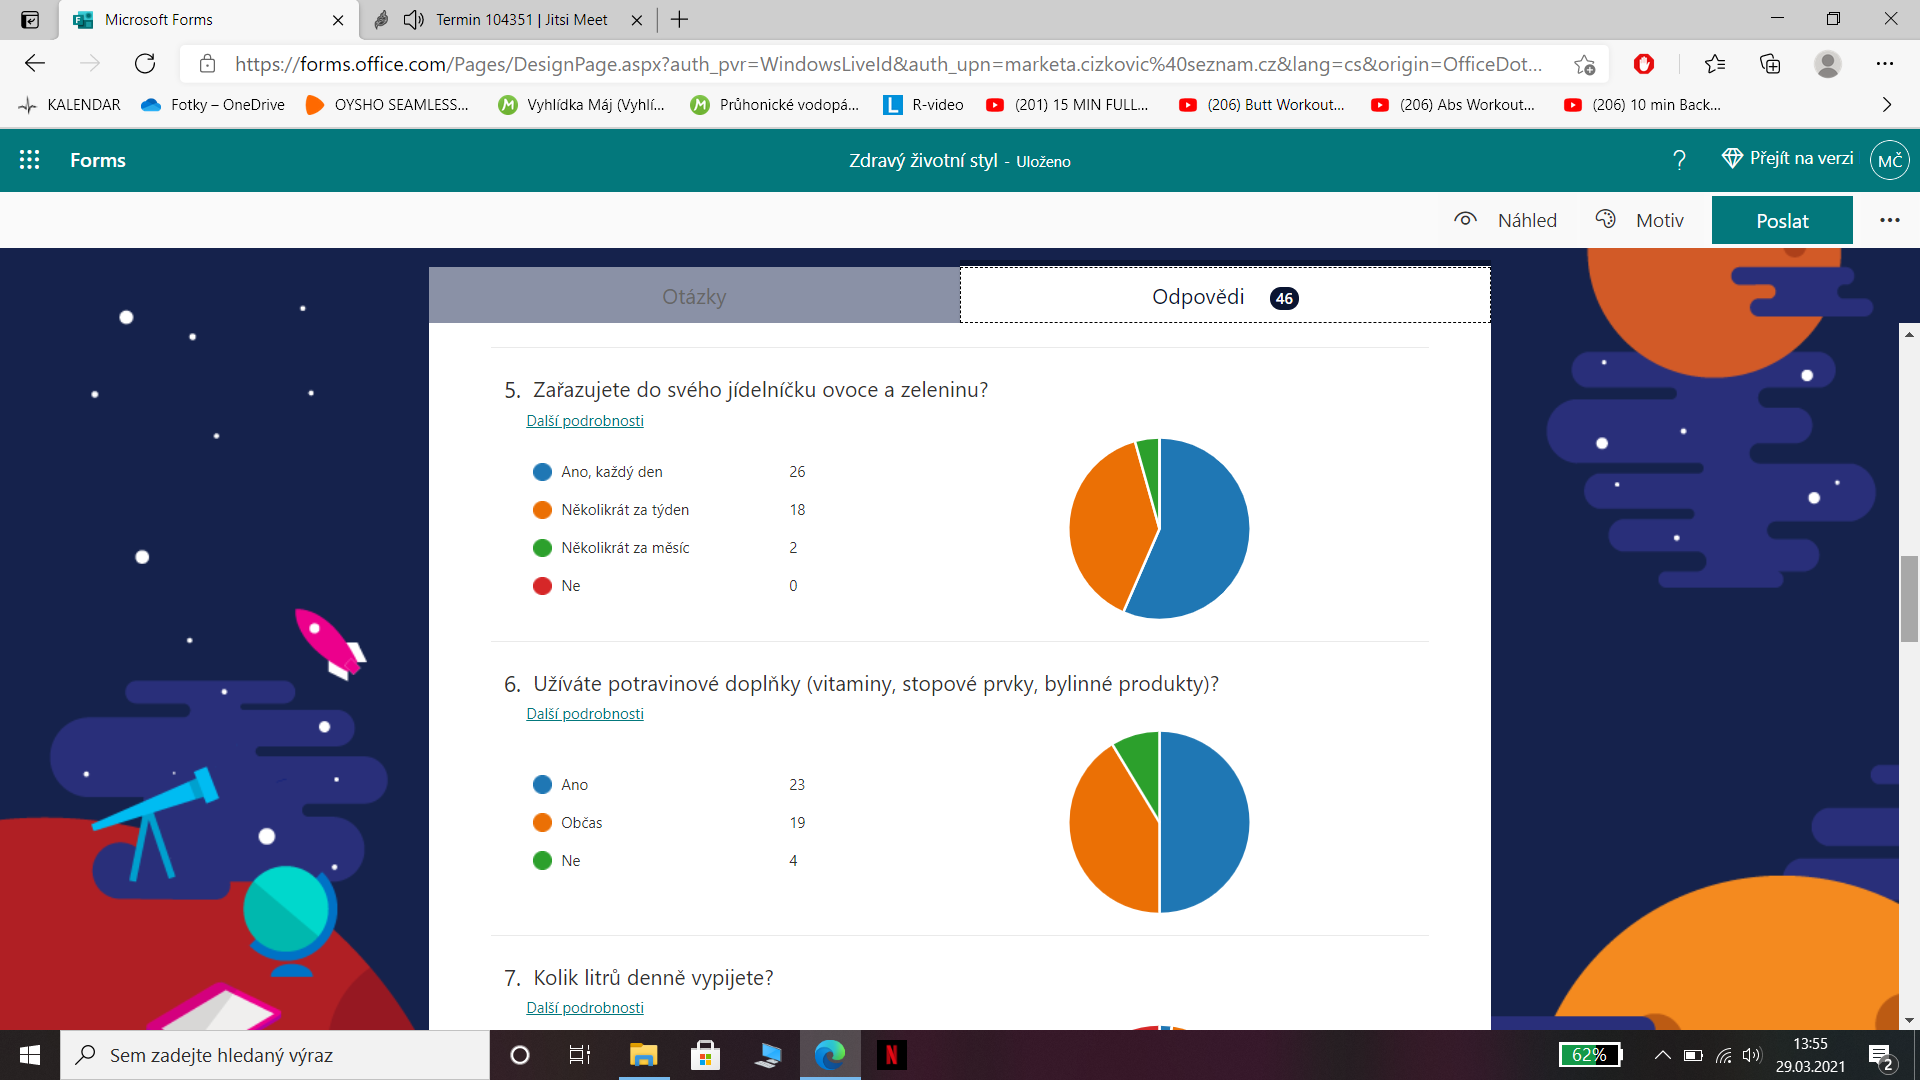 Microsoft Forms
Termin 104351 | Jitsi Meet
https://forms.office.com/Pages/DesignPage.aspx?auth_pvr=WindowsLiveId&auth_upn=marketa.cizkovic%40seznam.cz&lang=cs&origin=OfficeDot...
KALENDAR
Fotky – OneDrive
OYSHO SEAMLESS...
Vyhlídka Máj (Vyhlí...
Průhonické vodopá...
L R-video
(201) 15 MIN FULL...
(206) Butt Workout...
(206) Abs Workout...
(206) 10 min Back...
Forms
Zdravý životní styl - Uloženo
?
Přejít na verzi
MČ
Náhled
Motiv
Poslat
Otázky
Odpovědi 46
5. Zařazujete do svého jídelníčku ovoce a zeleninu?
Další podrobnosti
Ano, každý den 26
Několikrát za týden 18
Několikrát za měsíc 2
Ne 0
6. Užíváte potravinové doplňky (vitaminy, stopové prvky, bylinné produkty)?
Další podrobnosti
Ano 23
Občas 19
Ne 4
7. Kolik litrů denně vypijete?
Další podrobnosti
Sem zadejte hledaný výraz
N
62%
13:55
29.03.2021
2